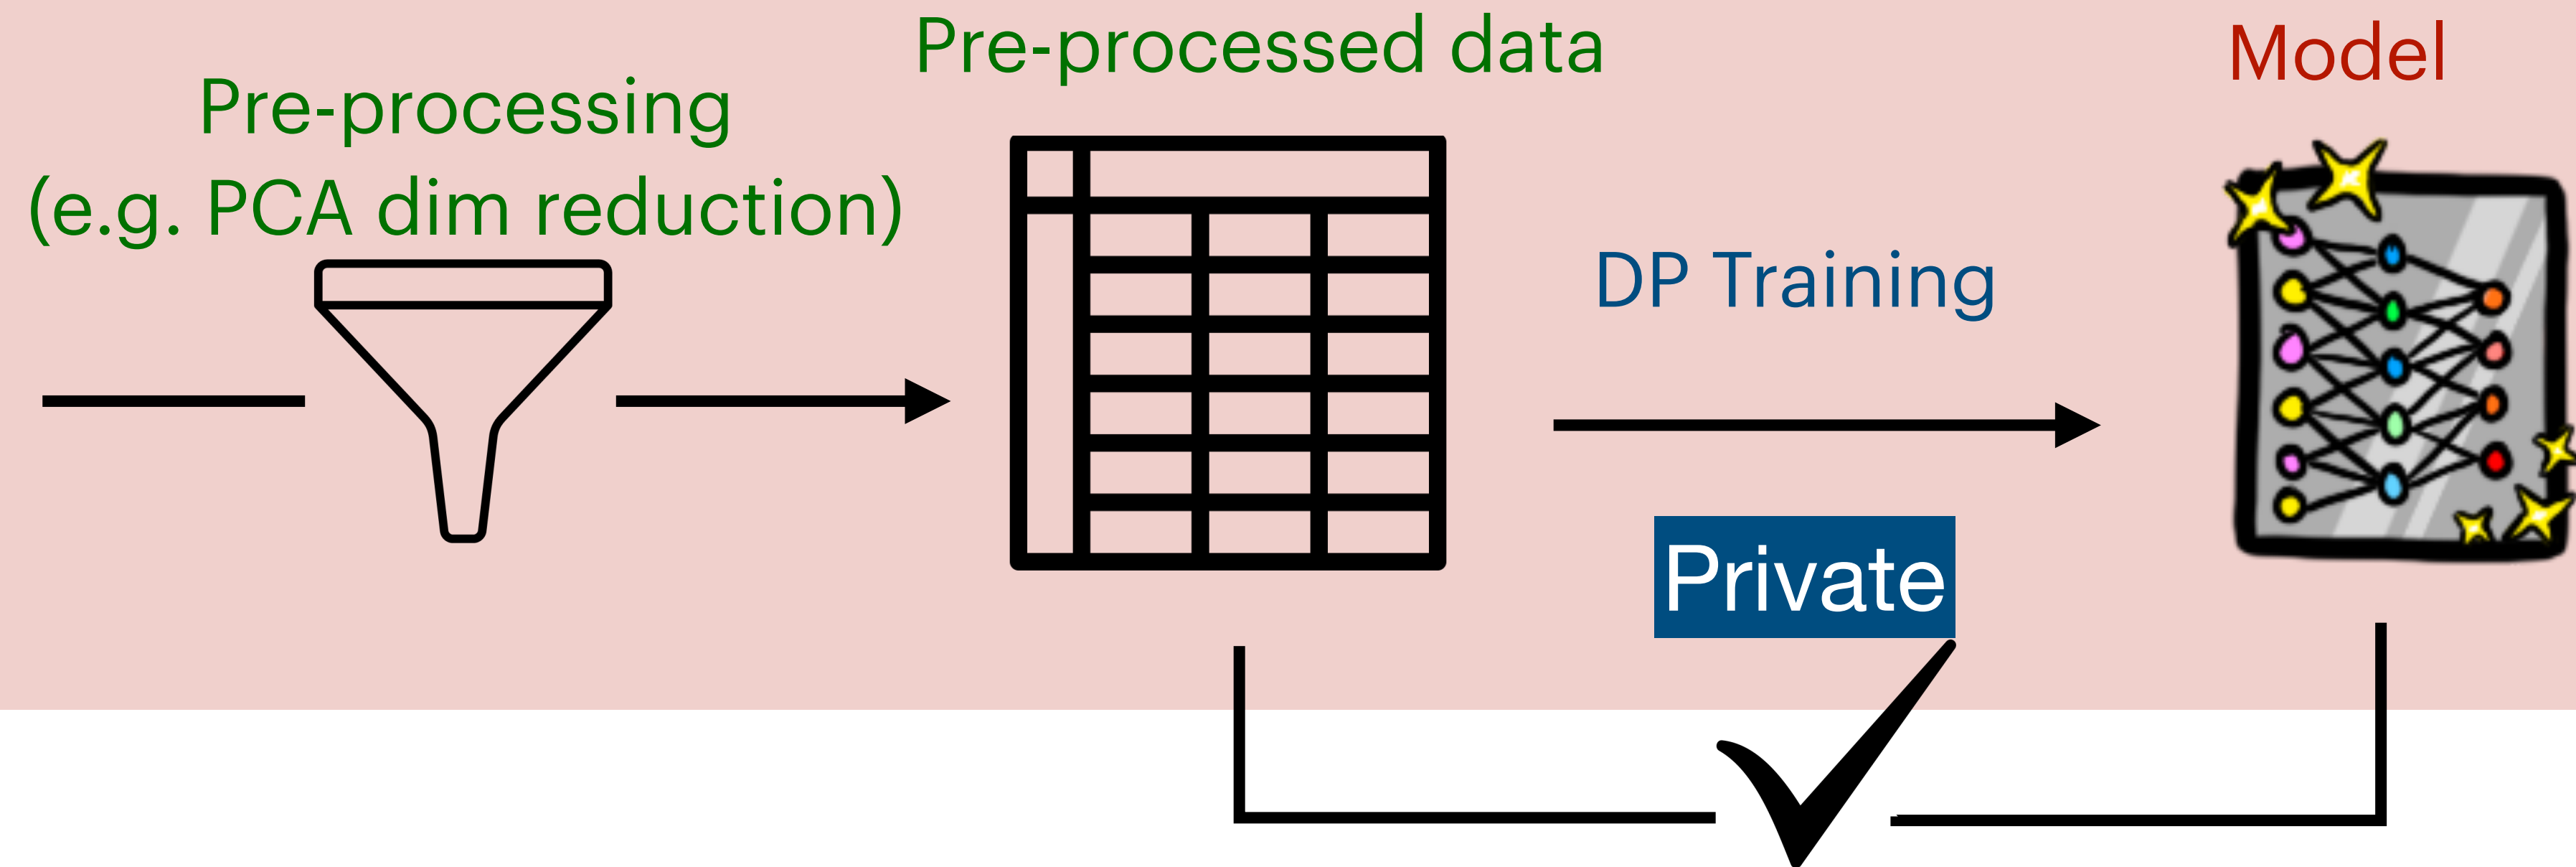 Pre-processing
(e.g. PCA dim reduction)
Pre-processed data
DP Training
Private
Model